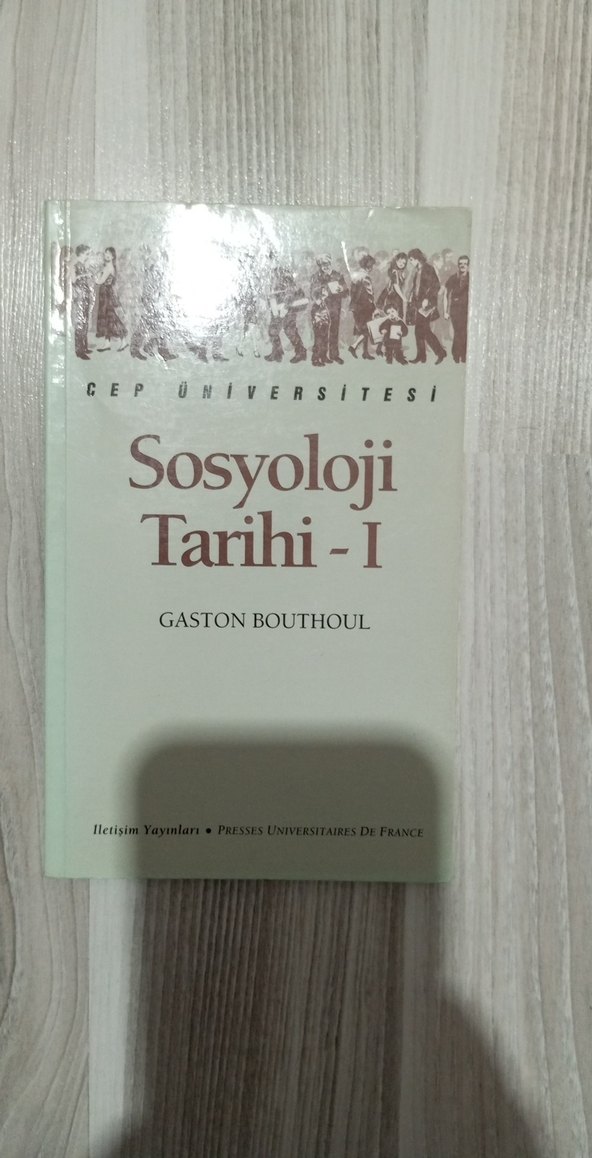 CEP ÜNİVERSİTESİ
Sosyoloji
Tarihi - I
GASTON BOUTHOUL
İletişim Yayınları • PRESSES UNIVERSITAIRES DE FRANCE